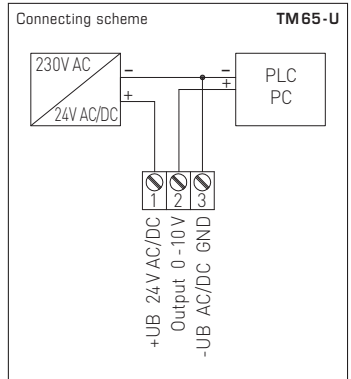 Connecting scheme
TM65-U
230V AC
24V AC/DC
−
+
−
+
PLC
PC
1
2
3
+UB 24V AC/DC
Output 0-10V
-UB AC/DC GND